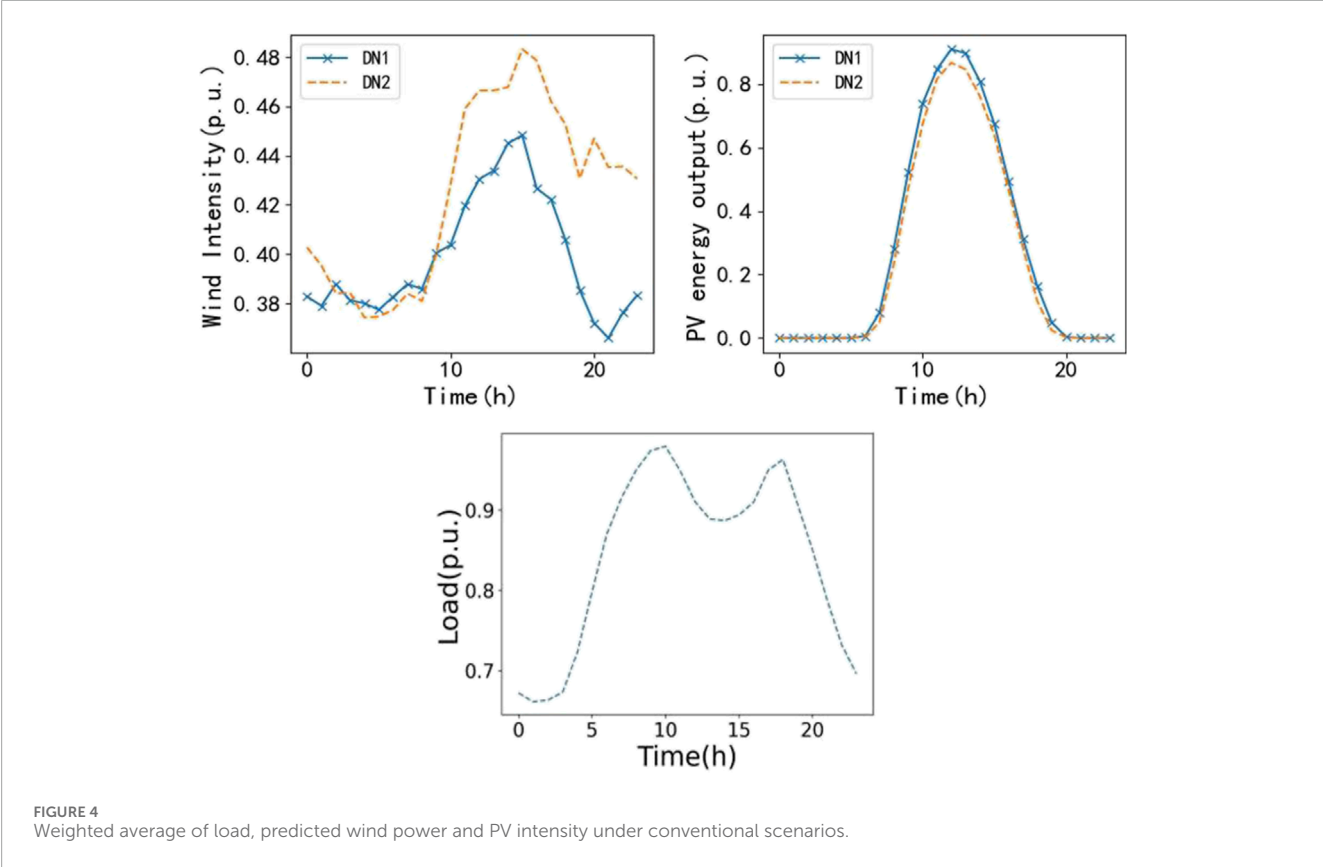 DN1
DN2
0.48
0.46
0.44
0.42
0.40
0.38
Wind Intensity(p.u.)
0 10 20
Time(h)
DN1
DN2
0.8
0.6
0.4
0.2
0.0
PV energy output(p.u.)
0 10 20
Time(h)
0.9
0.8
0.7
Load(p.u.)
0 5 10 15 20
Time(h)
FIGURE 4
Weighted average of load, predicted wind power and PV intensity under conventional scenarios.